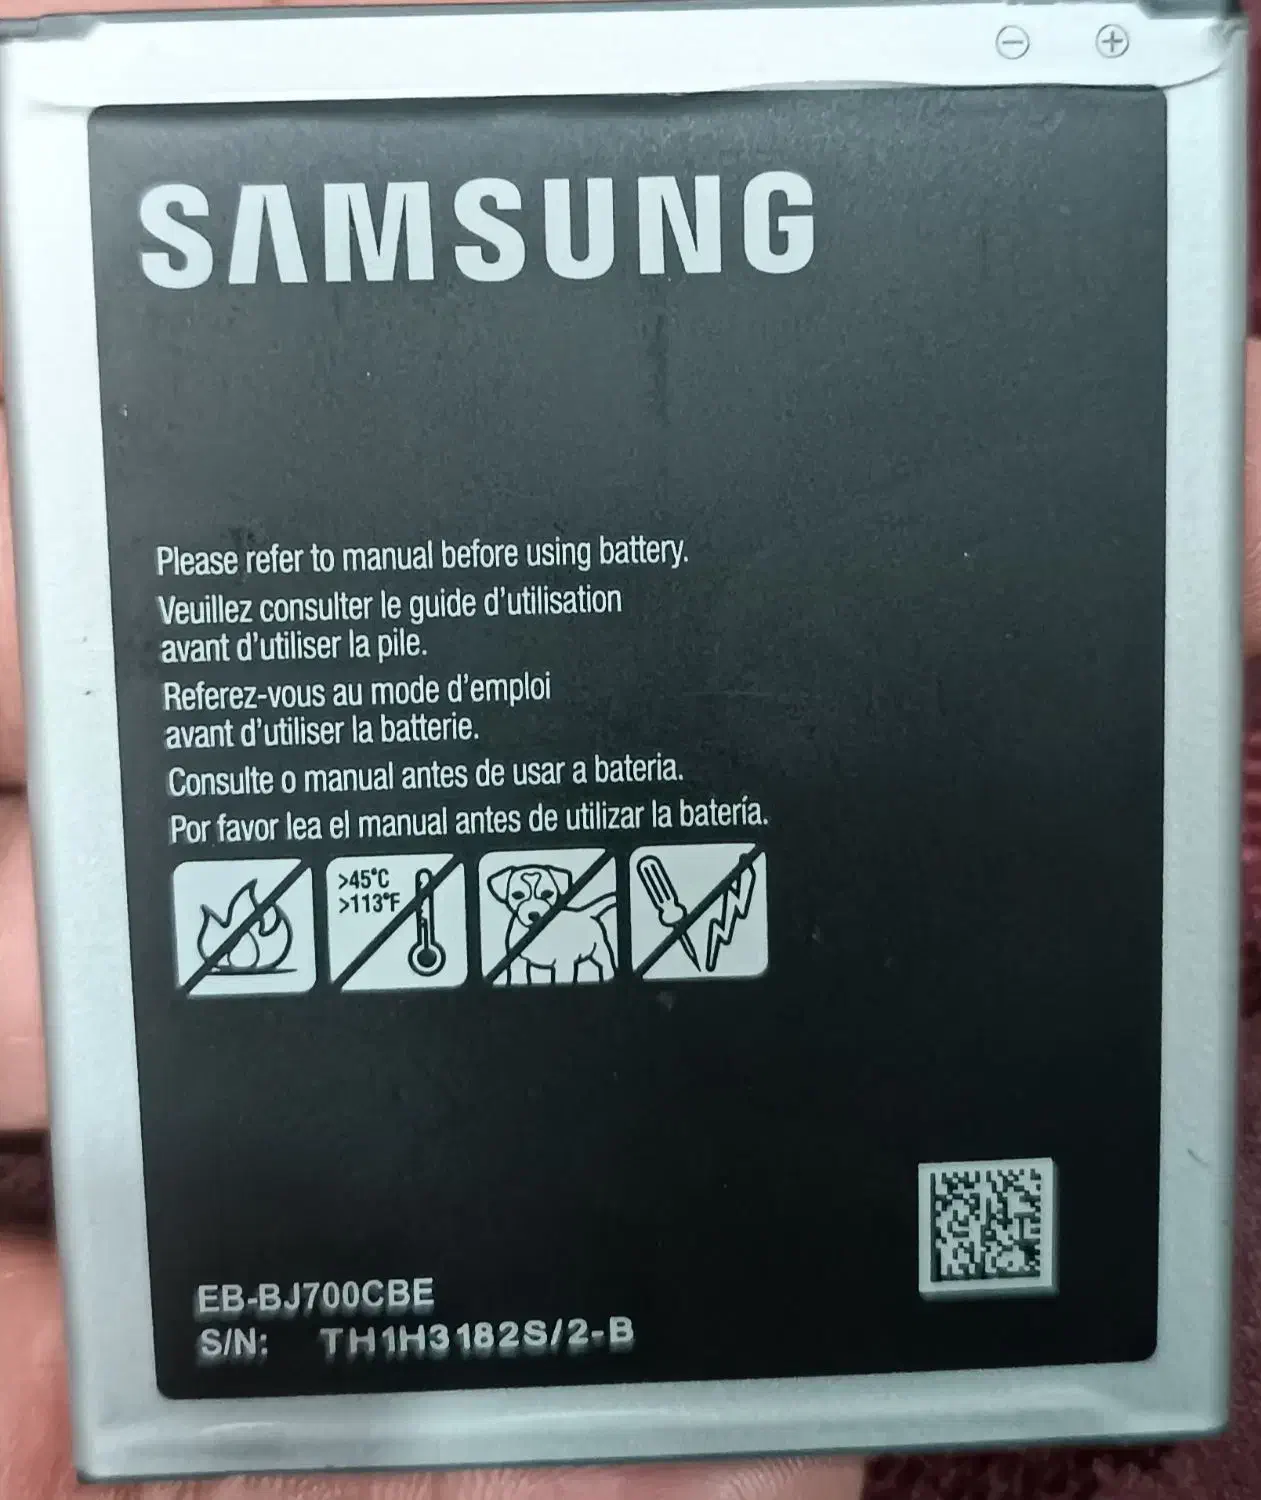 SAMSUNG
Please refer to manual before using battery.
Veuillez consulter le guide d'utilisation
avant d'utiliser la pile.
Referez-vous au mode d'emploi
avant d'utiliser la batterie.
Consulte o manual antes de usar a bateria.
Por favor lea el manual antes de utilizar la batería.
>45°C
>113°F
EB-BJ700CBE
S/N: TH1H3182S/2-B